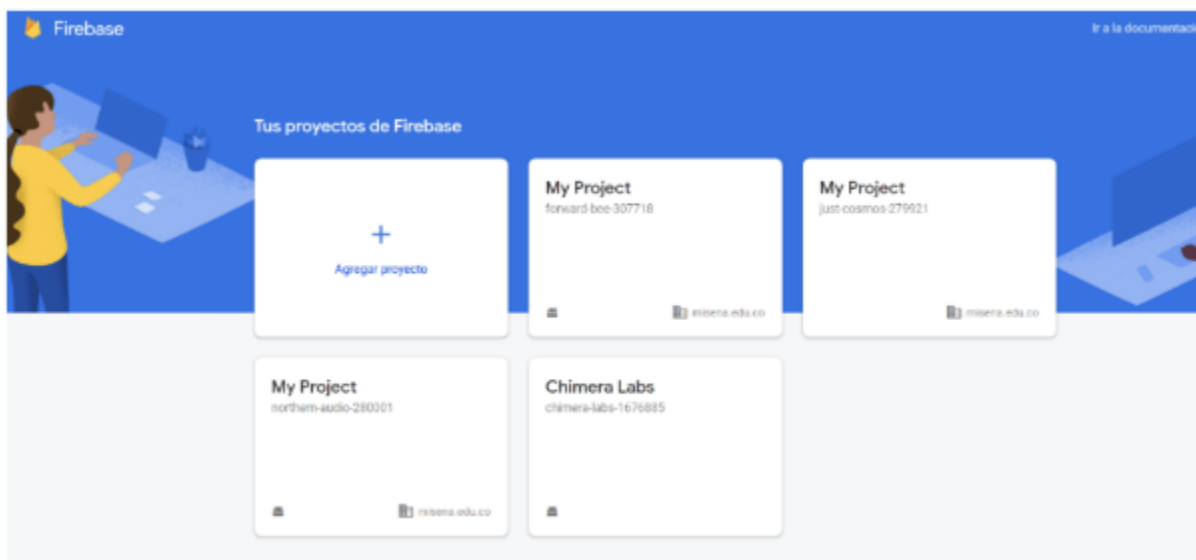 Firebase
Ir a la documentació
Tus proyectos de Firebase
Agregar proyecto
My Project
forward-bee-307718
misena.edu.co
My Project
just-cosmos-279921
misena.edu.co
My Project
northern-audio-280001
misena.edu.co
Chimera Labs
chimera-labs-1676885